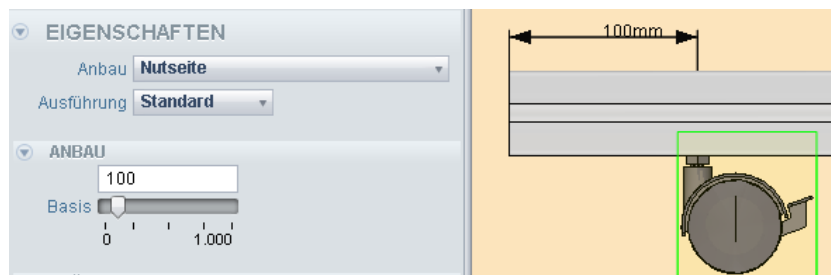 EIGENSCHAFTEN
Anbau Nutseite
Ausführung Standard
ANBAU
100
Basis
0 1.000
100mm